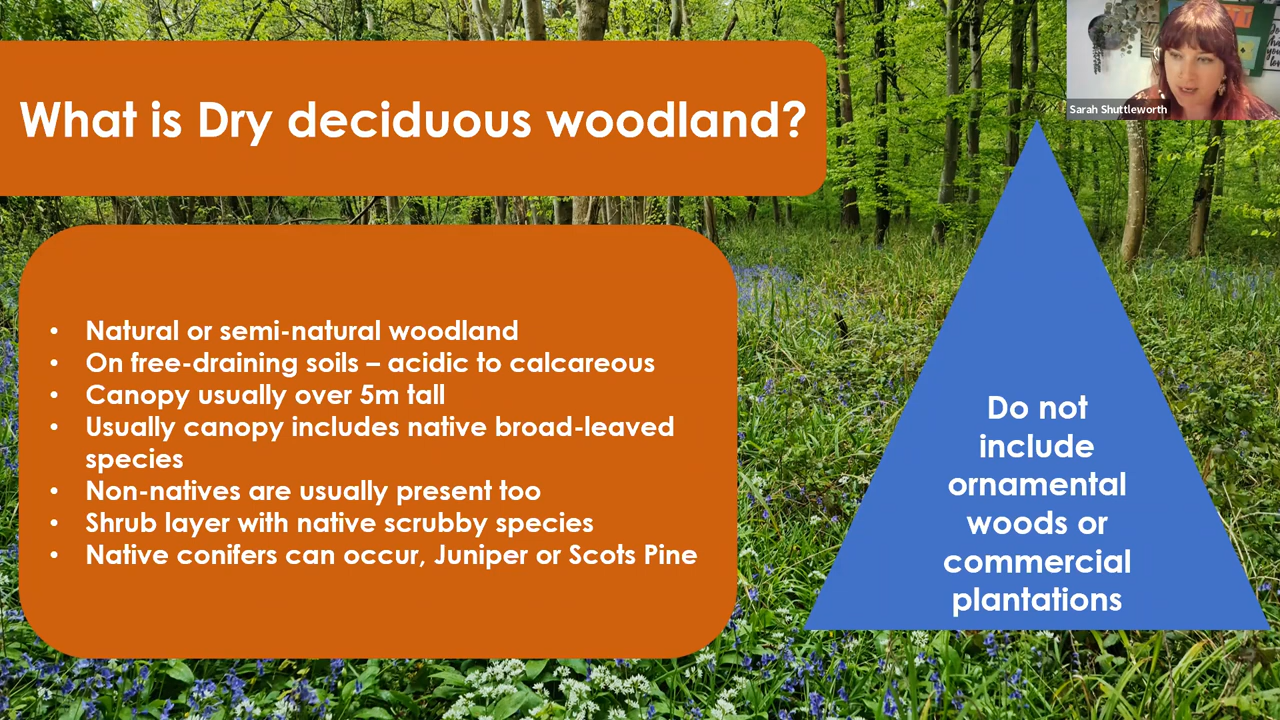 What is Dry deciduous woodland?
Sarah Shuttleworth
• Natural or semi-natural woodland
• On free-draining soils – acidic to calcareous
• Canopy usually over 5m tall
• Usually canopy includes native broad-leaved
species
• Non-natives are usually present too
• Shrub layer with native scrubby species
• Native conifers can occur, Juniper or Scots Pine
Do not
include
ornamental
woods or
commercial
plantations